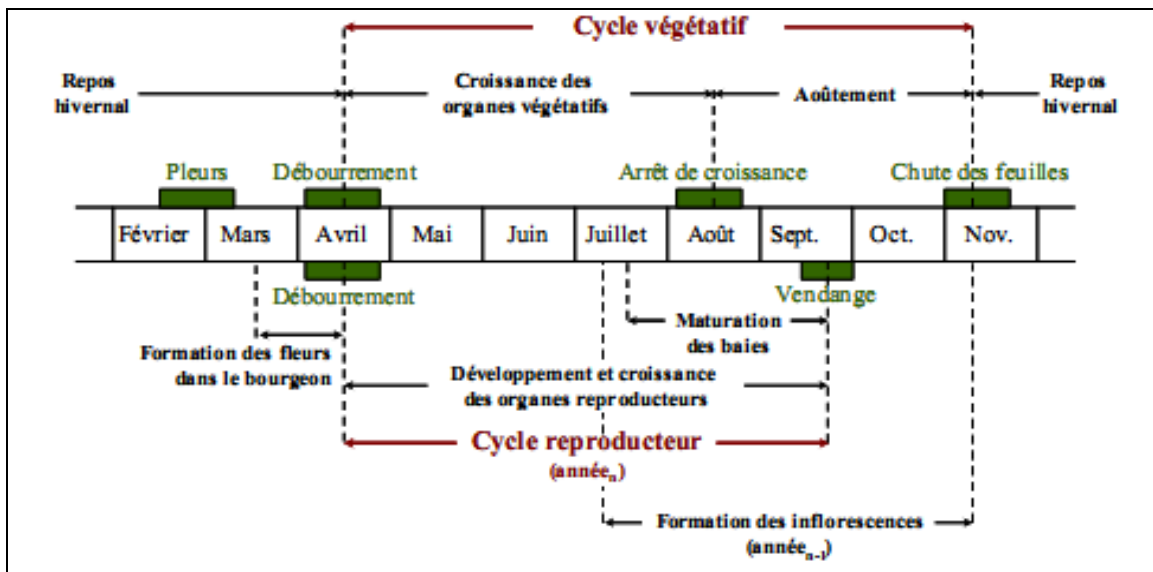 Cycle végétatif
Repos
hivernal
Croissance des
organes végétatifs
Aoûtement
Repos
hivernal
Pleurs
Débourrement
Arrêt de croissance
Chute des feuilles
Février
Mars
Avril
Mai
Juin
Juillet
Août
Sept.
Oct.
Nov.
Débourrement
Vendange
Maturation
des baies
Formation des fleurs
dans le bourgeon
Développement et croissance
des organes reproducteurs
Cycle reproducteur
(annéeₙ)
Formation des inflorescences
(annéeₙ₋₁)